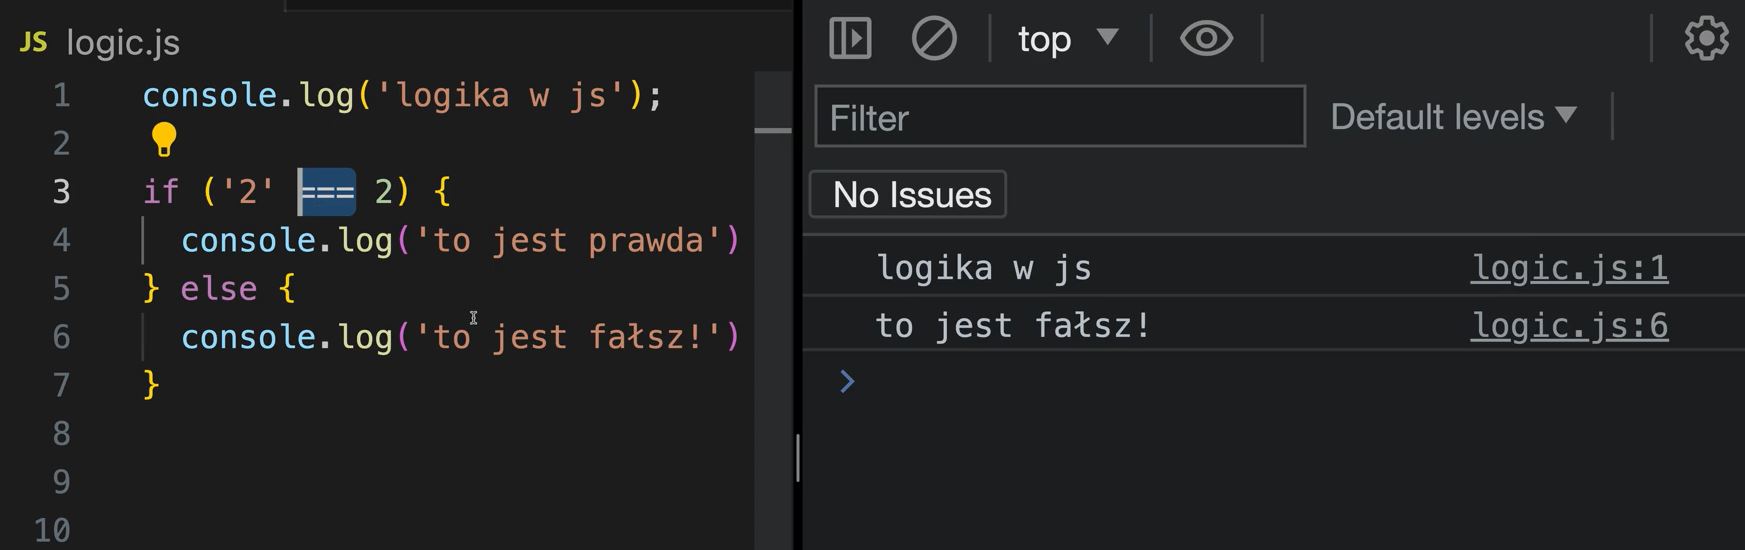 JS logic.js
1 console.log('logika w js');
2
3 if ('2' === 2) {
4 console.log('to jest prawda')
5 } else {
6 console.log('to jest fałsz!')
7 }
8
9
10
top
Filter
Default levels
No Issues
logika w js logic.js:1
to jest fałsz! logic.js:6
>